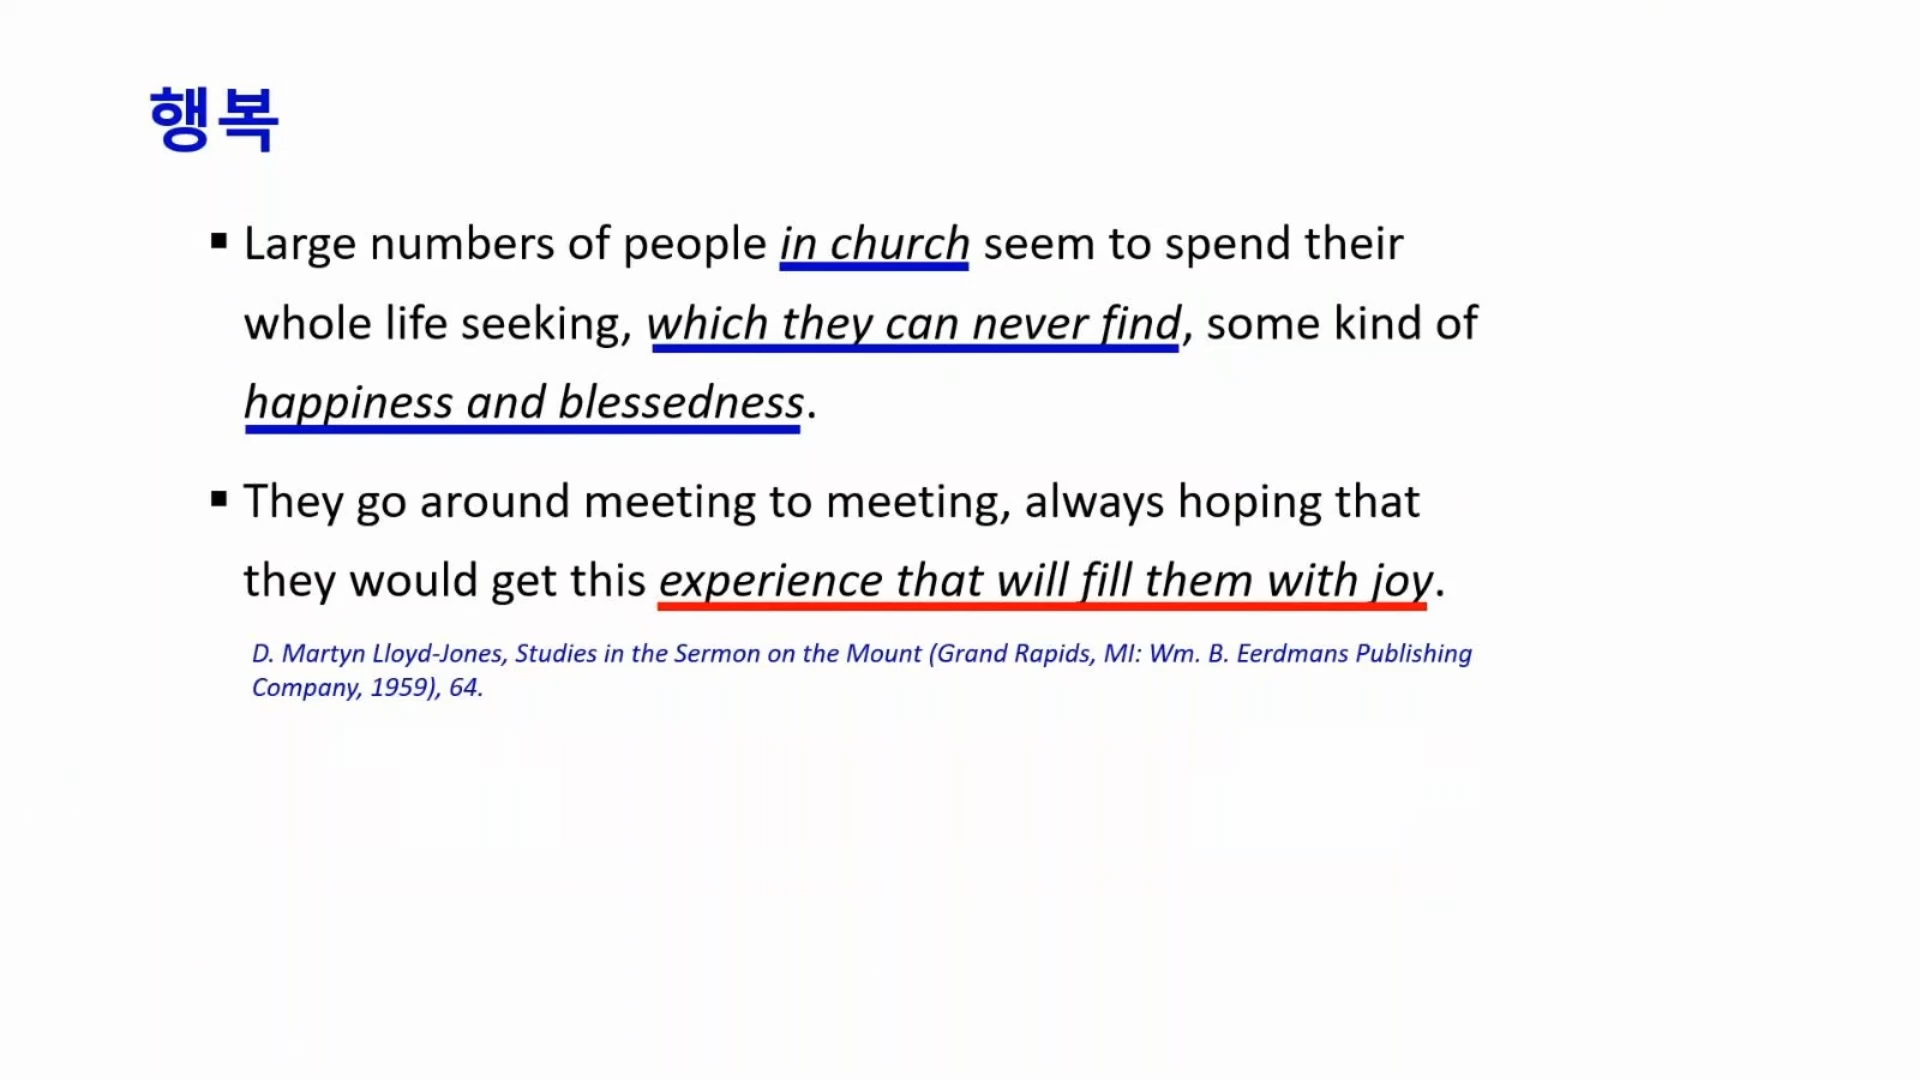 행복
▪ Large numbers of people in church seem to spend their
whole life seeking, which they can never find, some kind of
happiness and blessedness.
▪ They go around meeting to meeting, always hoping that
they would get this experience that will fill them with joy.
D. Martyn Lloyd-Jones, Studies in the Sermon on the Mount (Grand Rapids, MI: Wm. B. Eerdmans Publishing
Company, 1959), 64.